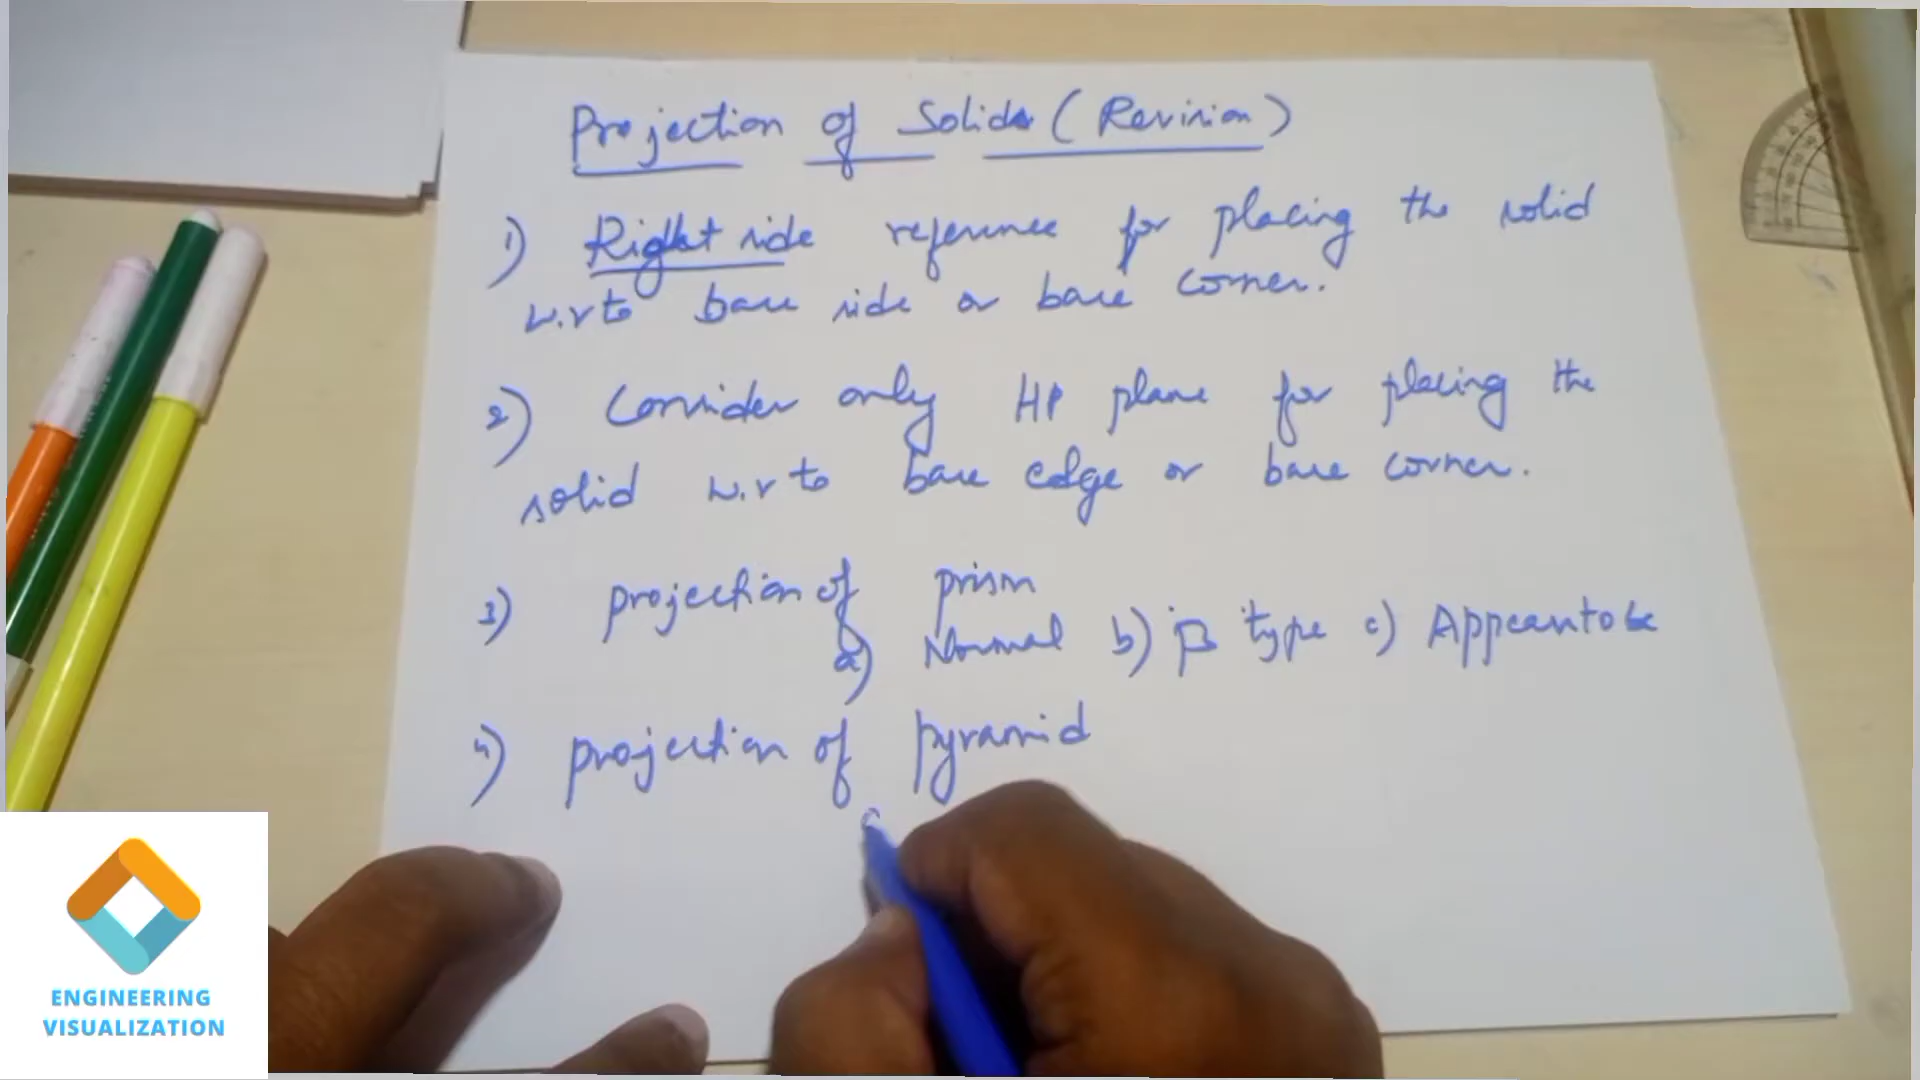 Projection of Solids (Revision)
1) Right side reference for placing the solid
w.r to base side or base corner.
2) Consider only HP plane for placing the
solid w.r to base edge or base corner.
3) projection of prism
a) Normal b) β type c) Appears to be
4) projection of pyramid
ENGINEERING
VISUALIZATION